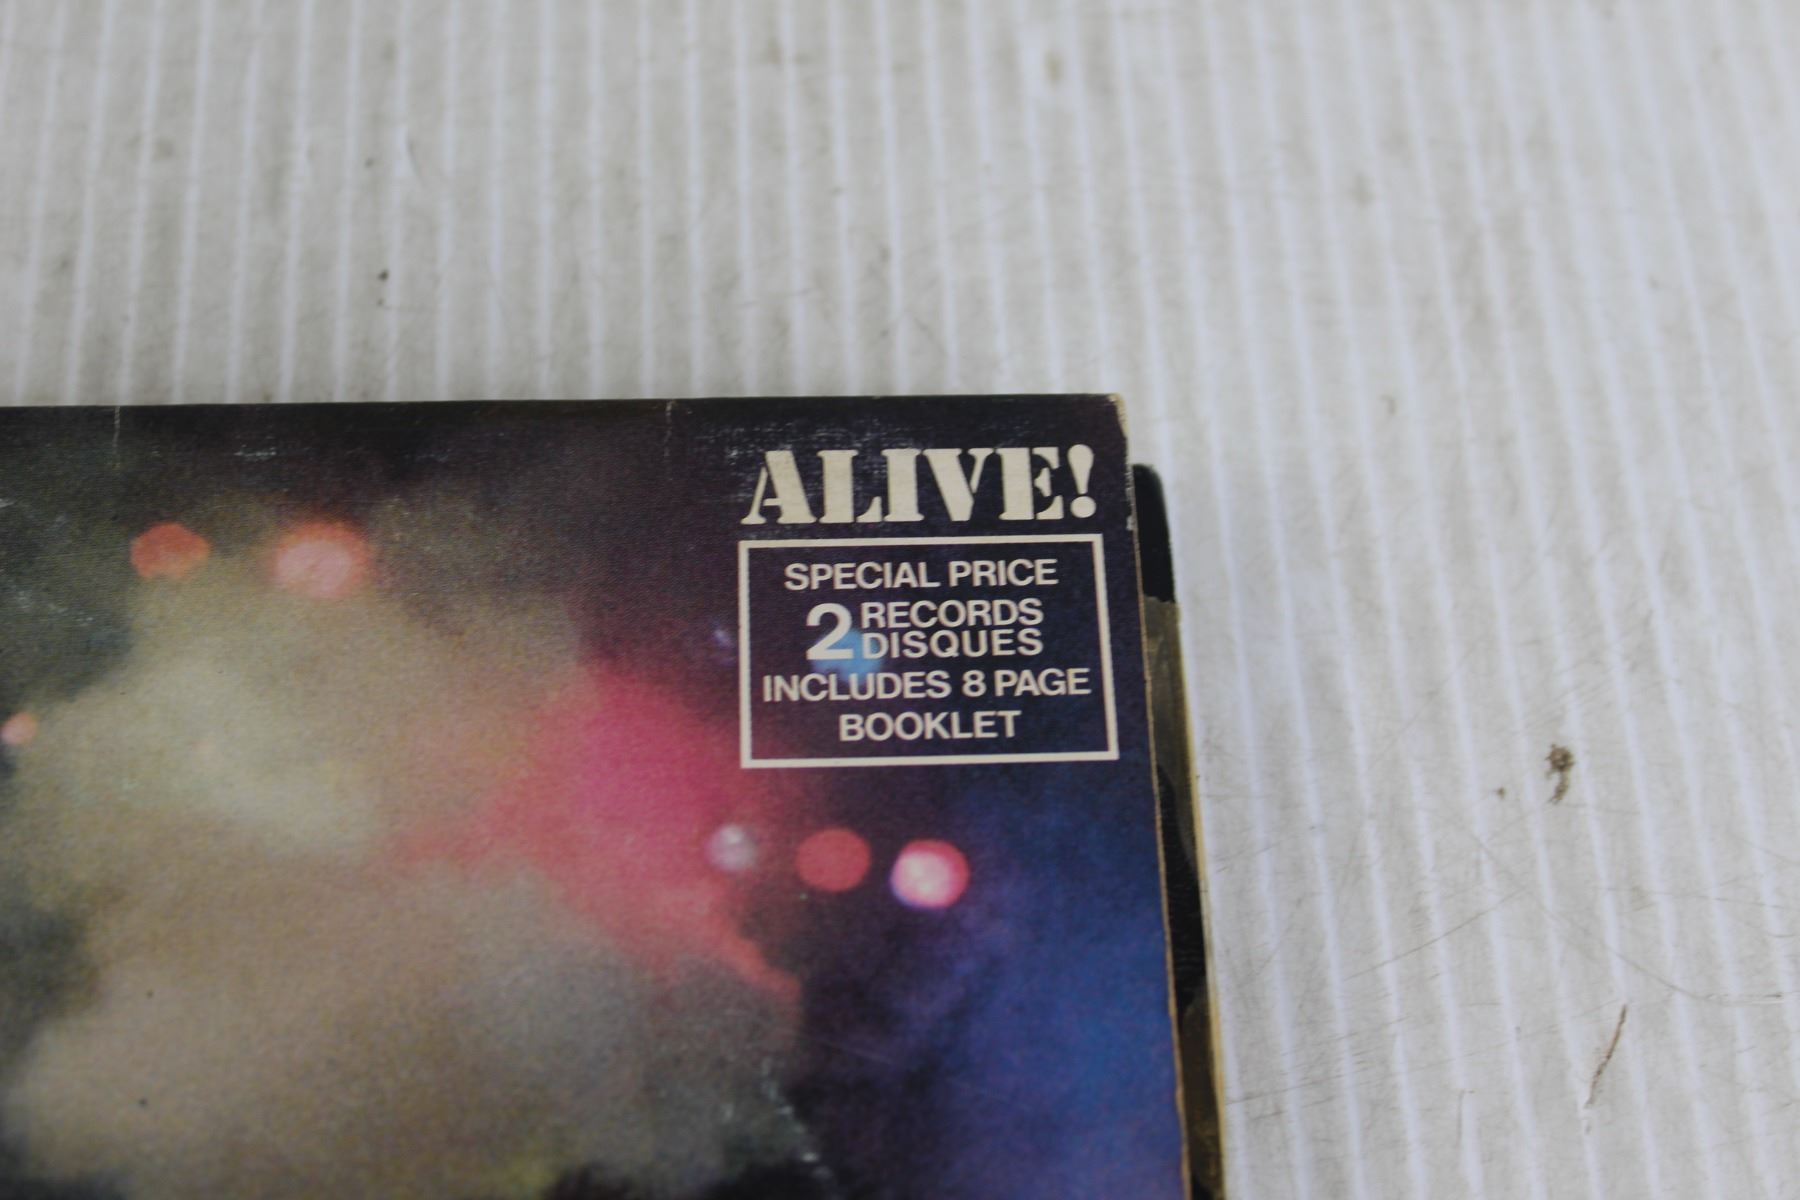 ALIVE!
SPECIAL PRICE
2 RECORDS
DISQUES
INCLUDES 8 PAGE
BOOKLET